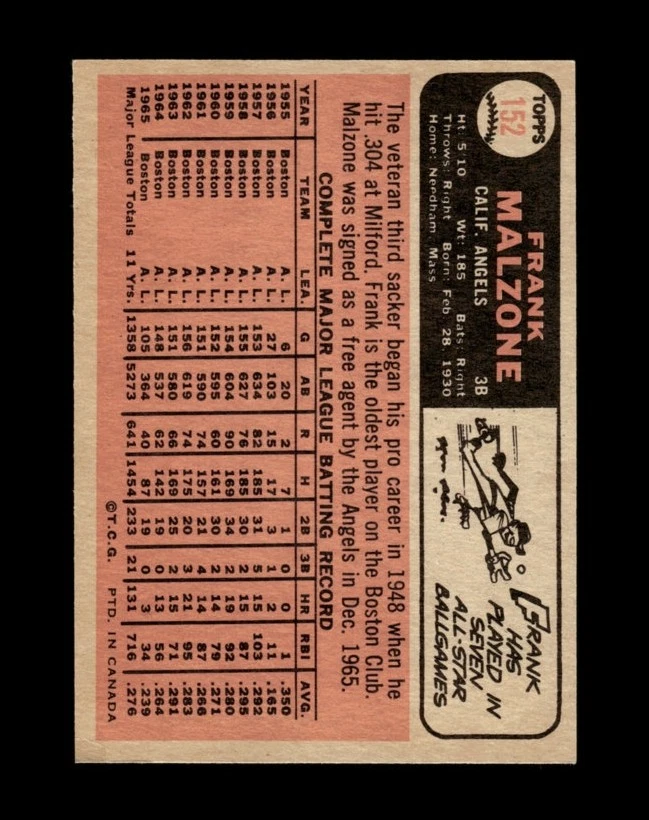 TOPPS
152
FRANK
MALZONE
CALIF. ANGELS 3B
Ht: 5'10 Wt: 185 Bats: Right
Throws: Right Born: Feb 28 1930
Home: Needham, Mass
FRANK
HAS
PLAYED IN
SEVEN
ALL-STAR
BALLGAMES
The veteran third sacker began his pro career in 1948 when he
hit .304 at Milford. Frank is the oldest player on the Boston Club.
Malzone was signed as a free agent by the Angels in Dec. 1965.
COMPLETE MAJOR LEAGUE BATTING RECORD
YEAR TEAM LEA. G AB R H 2B 3B HR RBI AVG.
1955 Boston A. L. 6 20 2 7 1 0 0 1 .350
1956 Boston A. L. 27 103 15 17 3 1 2 11 .165
1957 Boston A. L. 153 634 82 185 31 5 15 103 .292
1958 Boston A. L. 155 627 76 185 30 2 15 87 .295
1959 Boston A. L. 154 604 90 169 34 2 19 92 .280
1960 Boston A. L. 152 595 60 161 30 2 14 79 .271
1961 Boston A. L. 151 590 74 157 21 4 14 87 .266
1962 Boston A. L. 156 619 74 175 20 3 21 95 .283
1963 Boston A. L. 151 580 66 169 25 2 15 71 .291
1964 Boston A. L. 148 537 62 142 19 0 13 56 .264
1965 Boston A. L. 105 364 40 87 19 0 3 34 .239
Major League Totals 11 Yrs. 1358 5273 641 1454 233 21 131 716 .276
©T.C.G. PTD. IN CANADA